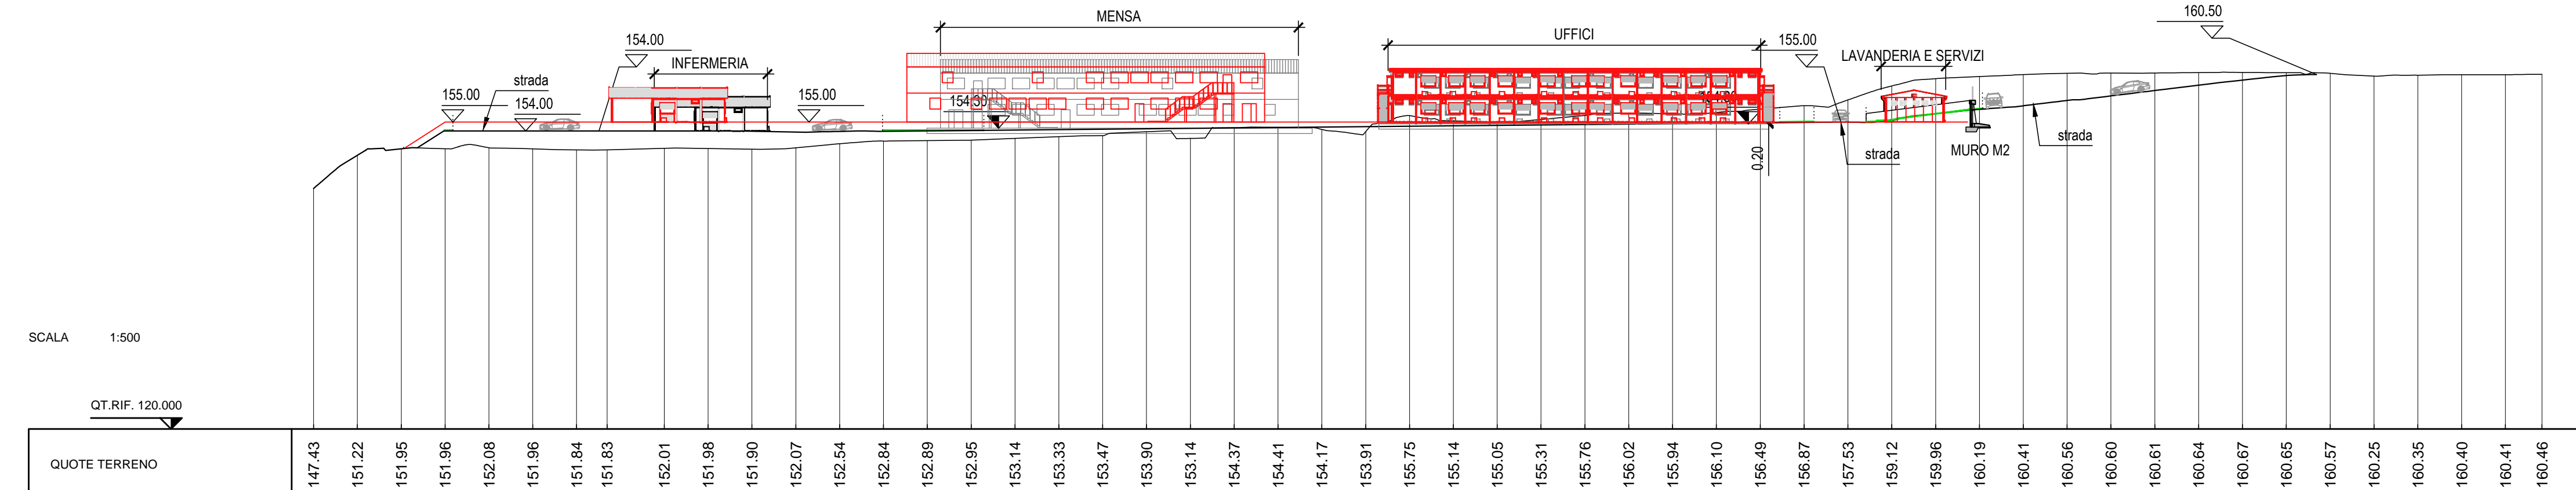 MENSA
160.50
154.00
UFFICI
155.00
INFERMERIA
LAVANDERIA E SERVIZI
strada
155.00
154.00
155.00
154.30
strada
strada
MURO M2
0.20
SCALA 1:500
QT.RIF. 120.000
QUOTE TERRENO
147.43 151.22 151.95 151.96 152.08 151.96 151.84 151.83 152.01 151.98 151.90 152.07 152.54 152.84 152.89 152.95 153.14 153.33 153.47 153.90 153.14 154.37 154.41 154.17 153.91 155.75 155.14 155.05 155.31 155.76 156.02 155.94 156.10 156.49 156.87 157.53 159.12 159.96 160.19 160.41 160.56 160.60 160.61 160.64 160.67 160.65 160.57 160.25 160.35 160.40 160.41 160.46